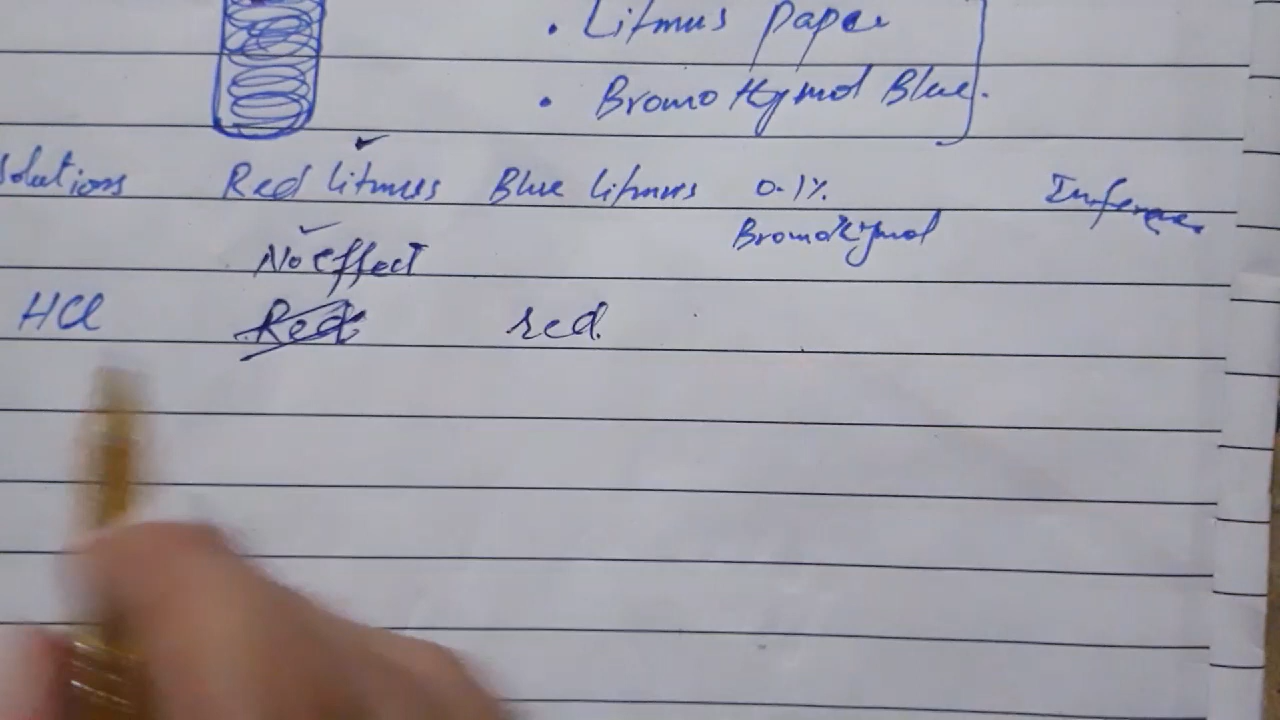 • Litmus paper
• Bromothymol Blue.
Solutions Red litmus Blue litmus 0.1% Inference
Bromothymol
No effect
HCl Red red.